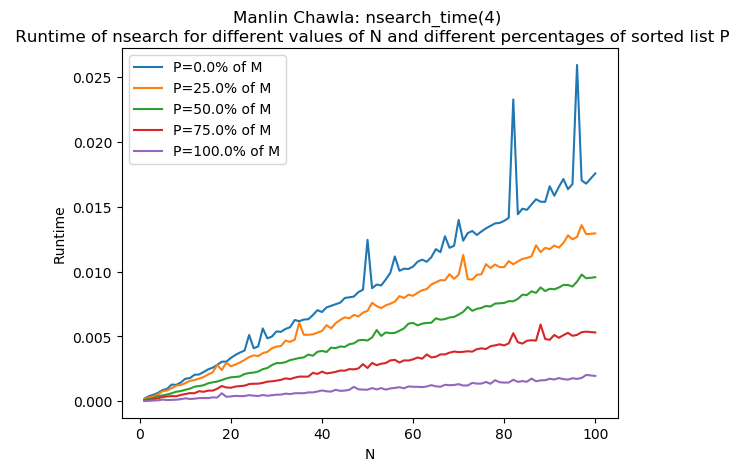 Manlin Chawla: nsearch_time(4)
Runtime of nsearch for different values of N and different percentages of sorted list P
P=0.0% of M
P=25.0% of M
P=50.0% of M
P=75.0% of M
P=100.0% of M
0.025
0.020
0.015
0.010
0.005
0.000
Runtime
0 20 40 60 80 100
N